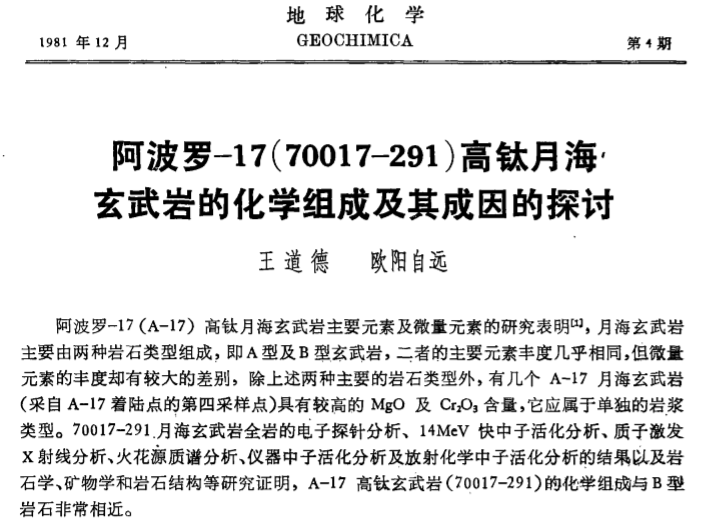 地球化学
1981 年 12 月 GEOCHIMICA 第 4 期
阿波罗-17(70017-291)高钛月海
玄武岩的化学组成及其成因的探讨
王道德 欧阳自远
阿波罗-17(A-17) 高钛月海玄武岩主要元素及微量元素的研究表明[1],月海玄武岩
主要由两种岩石类型组成,即A型及B型玄武岩,二者的主要元素丰度几乎相同,但微量
元素的丰度却有较大的差别,除上述两种主要的岩石类型外,有几个 A-17 月海玄武岩
(采自A-17着陆点的第四采样点)具有较高的 MgO 及 Cr₂O₃ 含量,它应属于单独的岩浆
类型。70017-291月海玄武岩全岩的电子探针分析、14MeV 快中子活化分析、质子激发
X射线分析、火花源质谱分析、仪器中子活化分析及放射化学中子活化分析的结果以及岩
石学、矿物学和岩石结构等研究证明,A-17 高钛玄武岩(70017-291)的化学组成与B型
岩石非常相近。